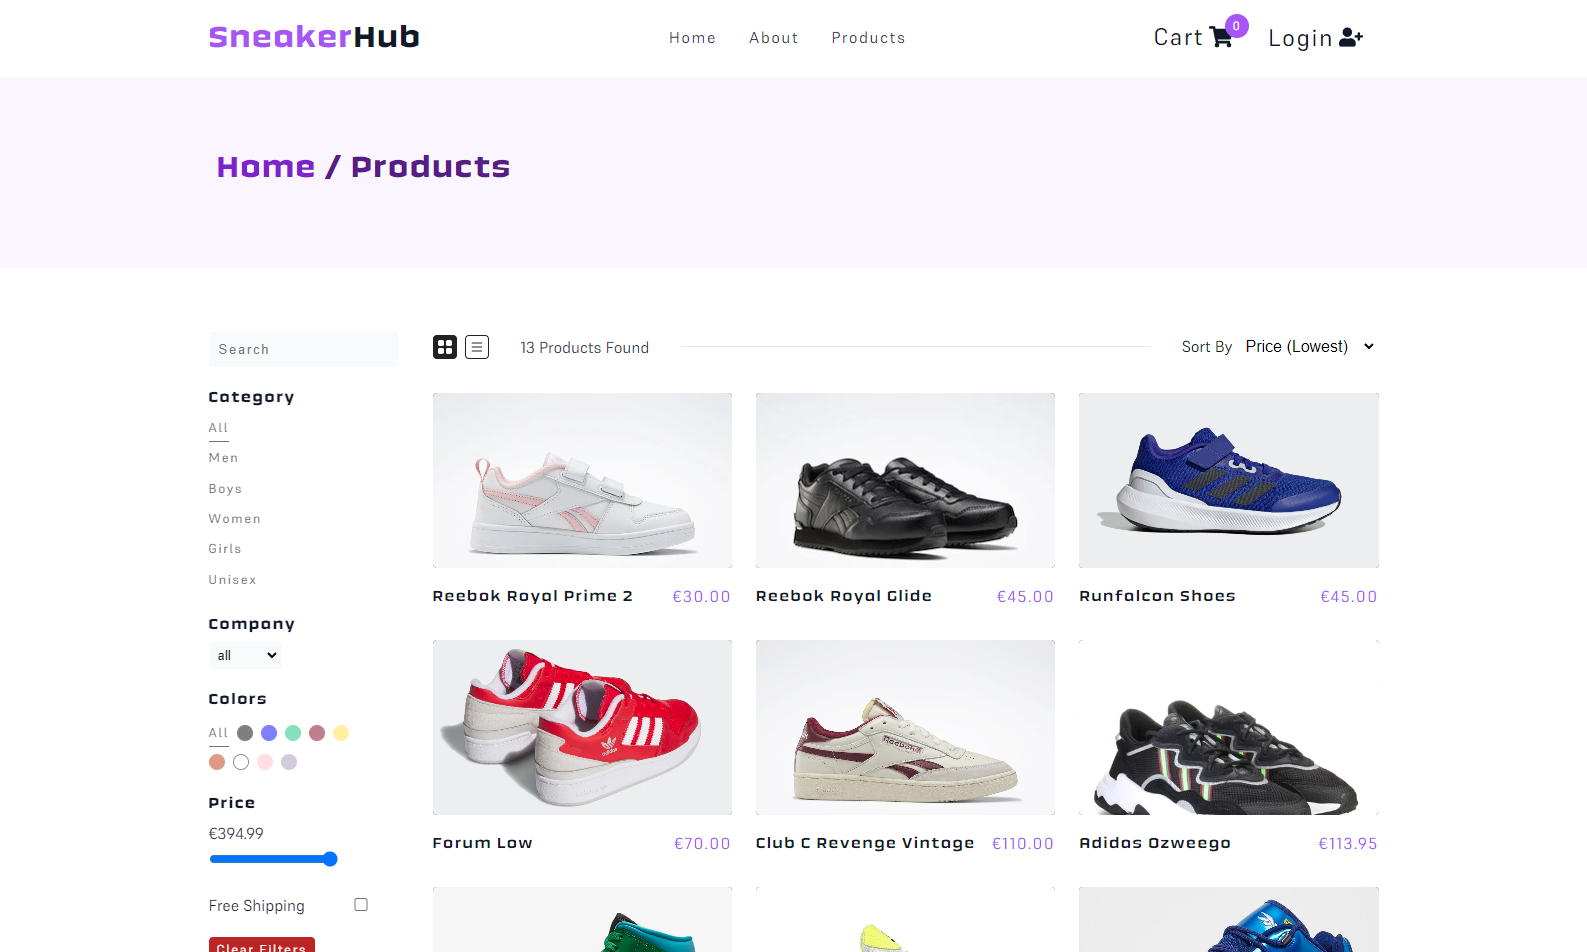 SneakerHub
Home About Products
Cart 0 Login
Home / Products
Search
Category
All
Men
Boys
Women
Girls
Unisex
Company
all
Colors
All
Price
€394.99
Free Shipping
Clear Filters
13 Products Found
Sort By Price (Lowest)
Reebok Royal Prime 2 €30.00
Reebok Royal Glide €45.00
Runfalcon Shoes €45.00
Forum Low €70.00
Club C Revenge Vintage €110.00
Adidas Ozweego €113.95